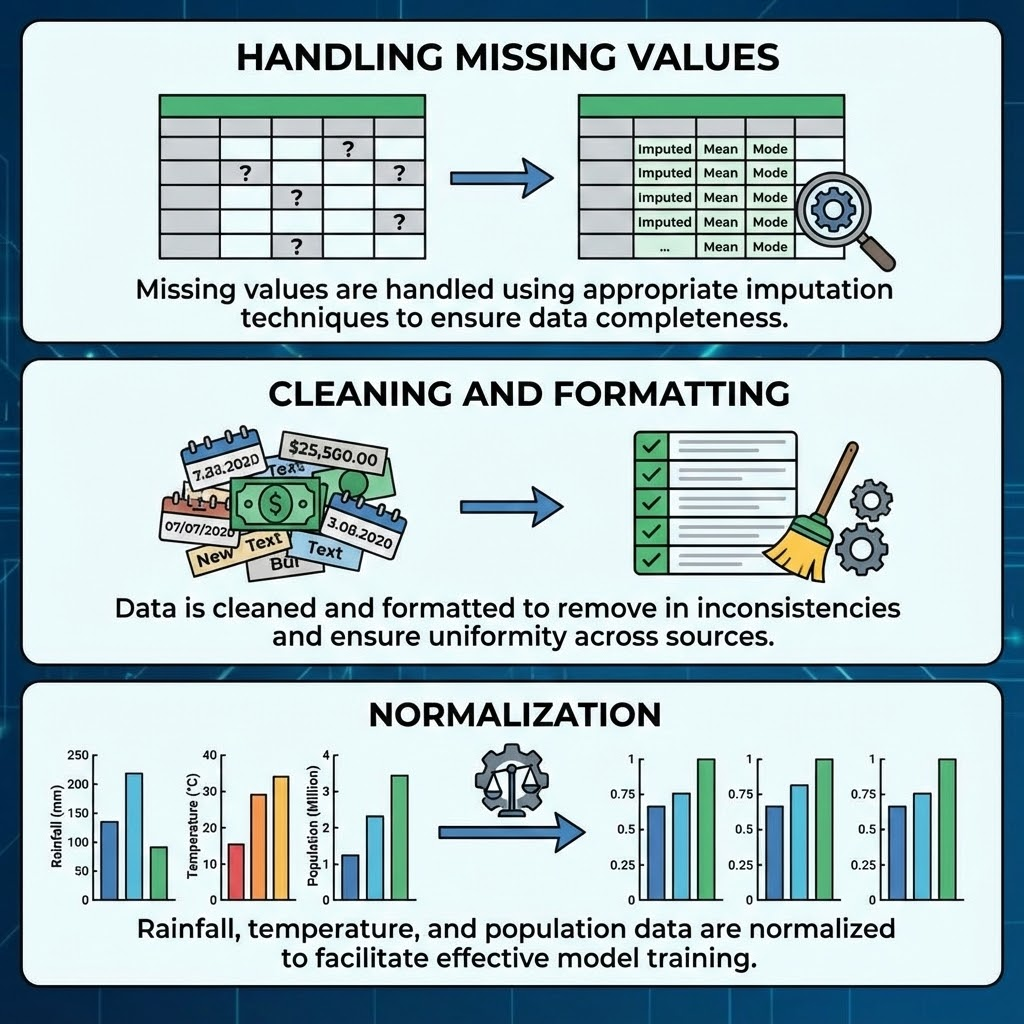 HANDLING MISSING VALUES
?
? ?
?
?
?
Imputed Mean Mode
Imputed Mean Mode
Imputed Mean Mode
Imputed Mean Mode
... Mean Mode
Missing values are handled using appropriate imputation
techniques to ensure data completeness.
CLEANING AND FORMATTING
$25,500.00
Text
$
07/07/2020
3.08.2020
New Text
Text
Data is cleaned and formatted to remove in inconsistencies
and ensure uniformity across sources.
NORMALIZATION
Rainfall (mm)
250
200
150
100
50
0
Temperature (°C)
40
30
20
10
0
Population (Million)
4
2
1
0
1
0.75
0.5
0.25
0
1
0.75
0.5
0.25
0
1
0.75
0.5
0.25
0
Rainfall, temperature, and population data are normalized
to facilitate effective model training.